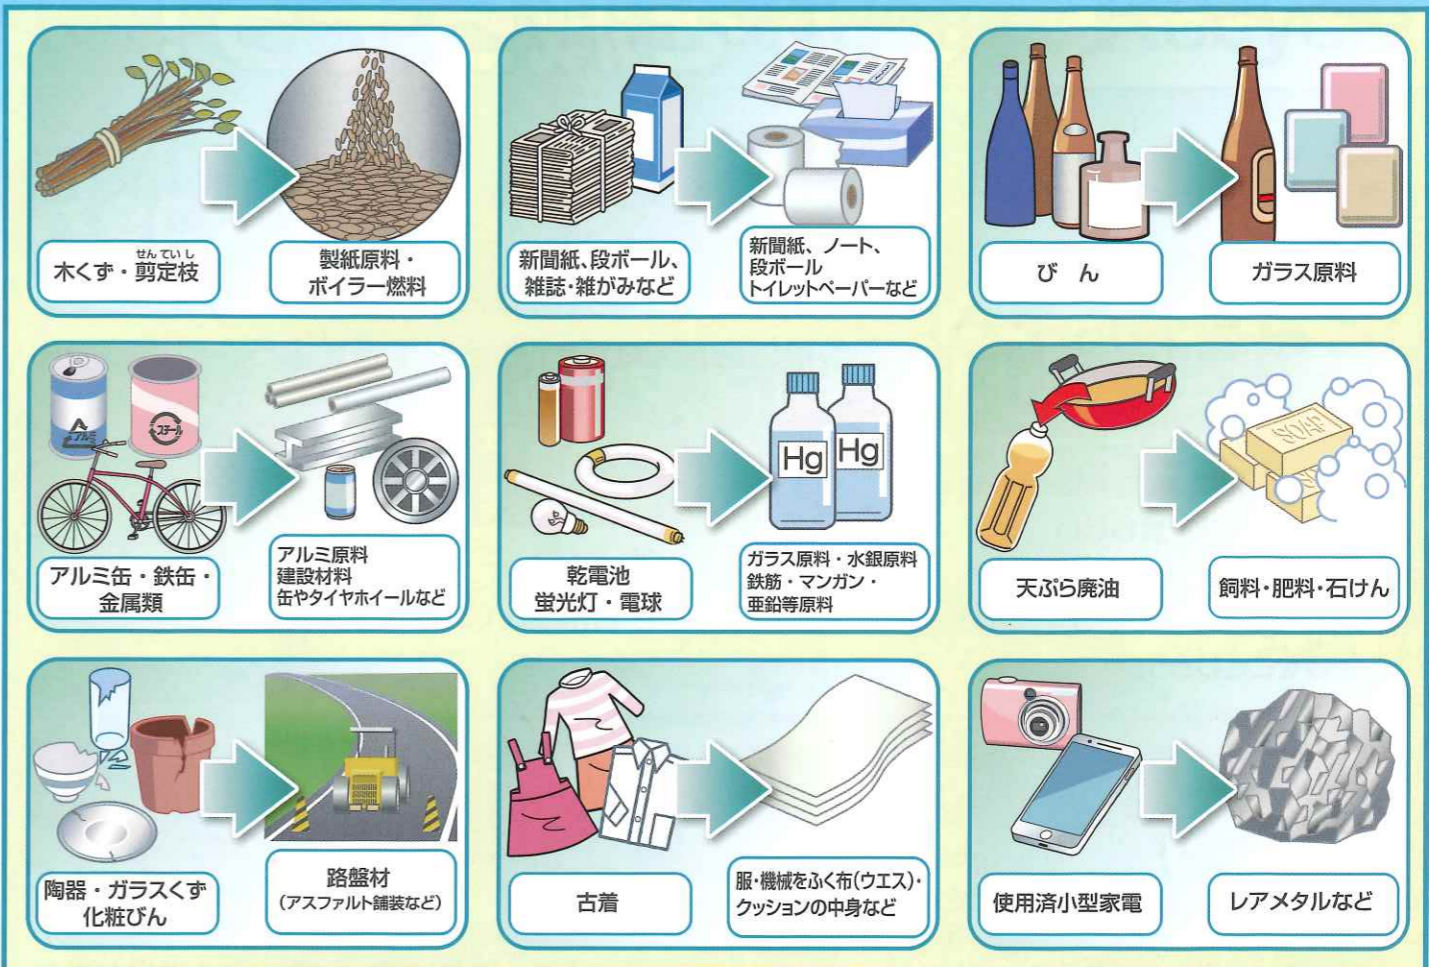 せんていし
木くず・剪定枝
製紙原料・
ボイラー燃料
新聞紙、段ボール、
雑誌・雑がみなど
新聞紙、ノート、
段ボール
トイレットペーパーなど
びん
ガラス原料
アルミ
スチール
アルミ缶・鉄缶・
金属類
アルミ原料
建設材料
缶やタイヤホイールなど
乾電池
蛍光灯・電球
Hg
Hg
ガラス原料・水銀原料
鉄筋・マンガン・
亜鉛等原料
天ぷら廃油
SOAP
飼料・肥料・石けん
陶器・ガラスくず
化粧びん
路盤材
(アスファルト舗装など)
古着
服・機械をふく布(ウエス)・
クッションの中身など
使用済小型家電
レアメタルなど